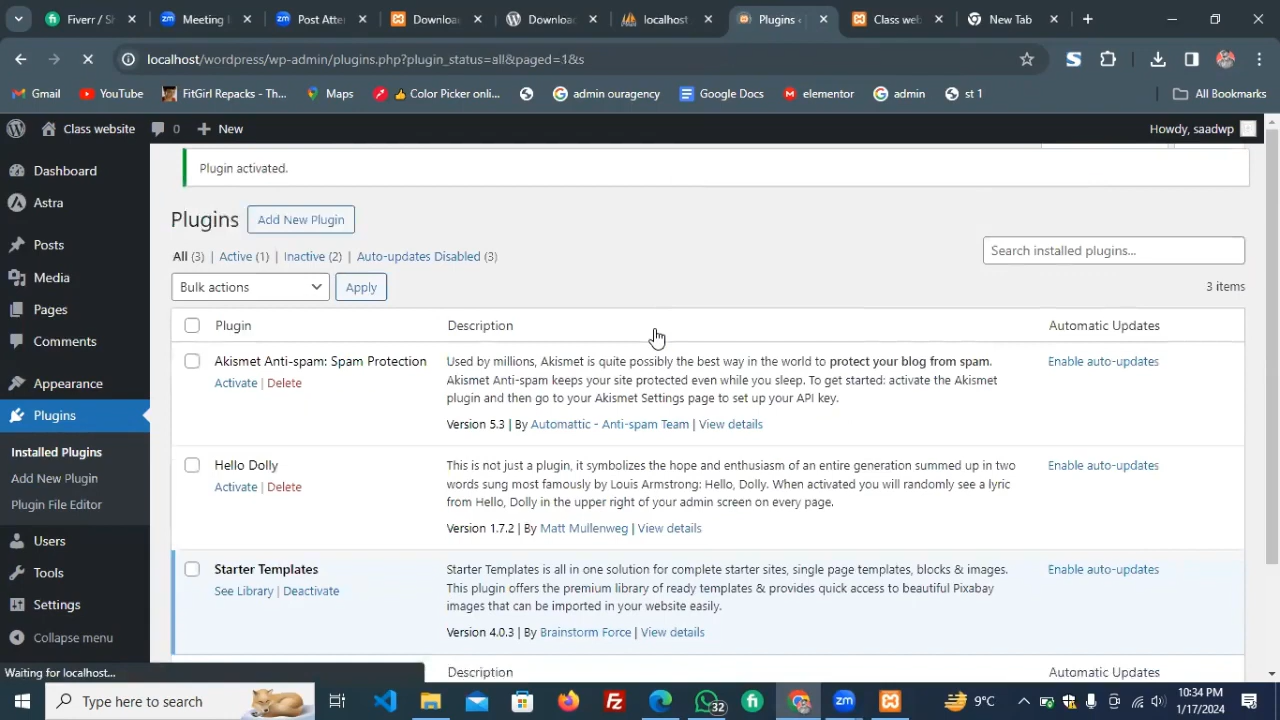 Fiverr / Sh
Meeting
Post Atter
Downloa
Downloa
localhost
Plugins ‹
Class web
New Tab
localhost/wordpress/wp-admin/plugins.php?plugin_status=all&paged=1&s
Gmail
YouTube
FitGirl Repacks - Th...
Maps
Color Picker onlin...
admin ouragency
Google Docs
elementor
admin
st 1
All Bookmarks
Class website
0
New
Howdy, saadwp
Dashboard
Astra
Posts
Media
Pages
Comments
Appearance
Plugins
Installed Plugins
Add New Plugin
Plugin File Editor
Users
Tools
Settings
Collapse menu
Plugin activated.
Plugins
Add New Plugin
All (3) | Active (1) | Inactive (2) | Auto-updates Disabled (3)
Search installed plugins...
Bulk actions
Apply
3 items
Plugin
Description
Automatic Updates
Akismet Anti-spam: Spam Protection
Activate | Delete
Used by millions, Akismet is quite possibly the best way in the world to protect your blog from spam.
Akismet Anti-spam keeps your site protected even while you sleep. To get started: activate the Akismet
plugin and then go to your Akismet Settings page to set up your API key.
Version 5.3 | By Automattic - Anti-spam Team | View details
Enable auto-updates
Hello Dolly
Activate | Delete
This is not just a plugin, it symbolizes the hope and enthusiasm of an entire generation summed up in two
words sung most famously by Louis Armstrong: Hello, Dolly. When activated you will randomly see a lyric
from Hello, Dolly in the upper right of your admin screen on every page.
Version 1.7.2 | By Matt Mullenweg | View details
Enable auto-updates
Starter Templates
See Library | Deactivate
Starter Templates is all in one solution for complete starter sites, single page templates, blocks & images.
This plugin offers the premium library of ready templates & provides quick access to beautiful Pixabay
images that can be imported in your website easily.
Version 4.0.3 | By Brainstorm Force | View details
Enable auto-updates
Description
Automatic Updates
Waiting for localhost...
Type here to search
32
9°C
10:34 PM
1/17/2024